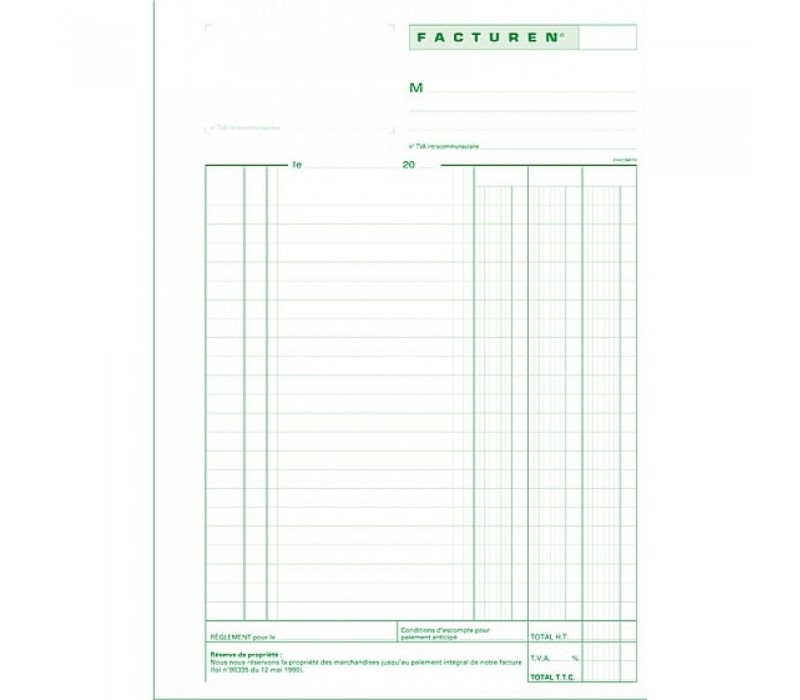 FACTURE N°
M
n° TVA intracommunautaire
n° TVA intracommunautaire
le 20
RÈGLEMENT pour le
Conditions d'escompte pour
paiement anticipé
TOTAL H.T.
Réserve de propriété :
Nous nous réservons la propriété des marchandises jusqu'au paiement intégral de notre facture
(loi n°80335 du 12 mai 1980).
T.V.A. %
TOTAL T.T.C.